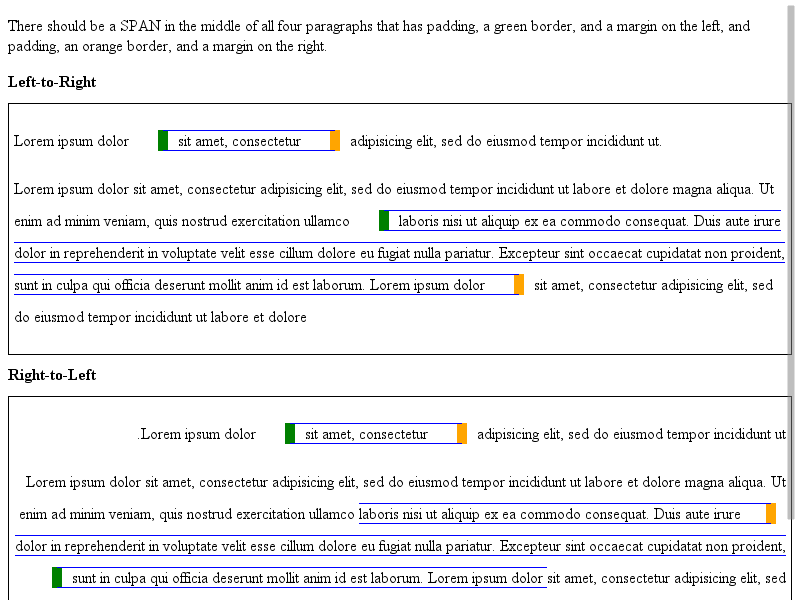 There should be a SPAN in the middle of all four paragraphs that has padding, a green border, and a margin on the left, and
padding, an orange border, and a margin on the right.
Left-to-Right
Lorem ipsum dolor sit amet, consectetur adipisicing elit, sed do eiusmod tempor incididunt ut.
Lorem ipsum dolor sit amet, consectetur adipisicing elit, sed do eiusmod tempor incididunt ut labore et dolore magna aliqua. Ut
enim ad minim veniam, quis nostrud exercitation ullamco laboris nisi ut aliquip ex ea commodo consequat. Duis aute irure
dolor in reprehenderit in voluptate velit esse cillum dolore eu fugiat nulla pariatur. Excepteur sint occaecat cupidatat non proident,
sunt in culpa qui officia deserunt mollit anim id est laborum. Lorem ipsum dolor sit amet, consectetur adipisicing elit, sed
do eiusmod tempor incididunt ut labore et dolore
Right-to-Left
.Lorem ipsum dolor sit amet, consectetur adipisicing elit, sed do eiusmod tempor incididunt ut
Lorem ipsum dolor sit amet, consectetur adipisicing elit, sed do eiusmod tempor incididunt ut labore et dolore magna aliqua. Ut
enim ad minim veniam, quis nostrud exercitation ullamco laboris nisi ut aliquip ex ea commodo consequat. Duis aute irure
dolor in reprehenderit in voluptate velit esse cillum dolore eu fugiat nulla pariatur. Excepteur sint occaecat cupidatat non proident,
sunt in culpa qui officia deserunt mollit anim id est laborum. Lorem ipsum dolor sit amet, consectetur adipisicing elit, sed